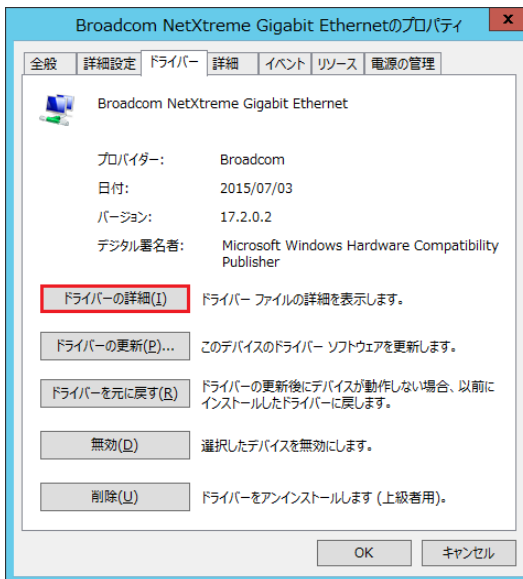 Broadcom NetXtreme Gigabit Ethernetのプロパティ
x
全般 詳細設定 ドライバー 詳細 イベント リソース 電源の管理
Broadcom NetXtreme Gigabit Ethernet
プロバイダー: Broadcom
日付: 2015/07/03
バージョン: 17.2.0.2
デジタル署名者: Microsoft Windows Hardware Compatibility
Publisher
ドライバーの詳細(I) ドライバー ファイルの詳細を表示します。
ドライバーの更新(P)... このデバイスのドライバー ソフトウェアを更新します。
ドライバーを元に戻す(R) ドライバーの更新後にデバイスが動作しない場合、以前に
インストールしたドライバーに戻します。
無効(D) 選択したデバイスを無効にします。
削除(U) ドライバーをアンインストールします (上級者用)。
OK キャンセル